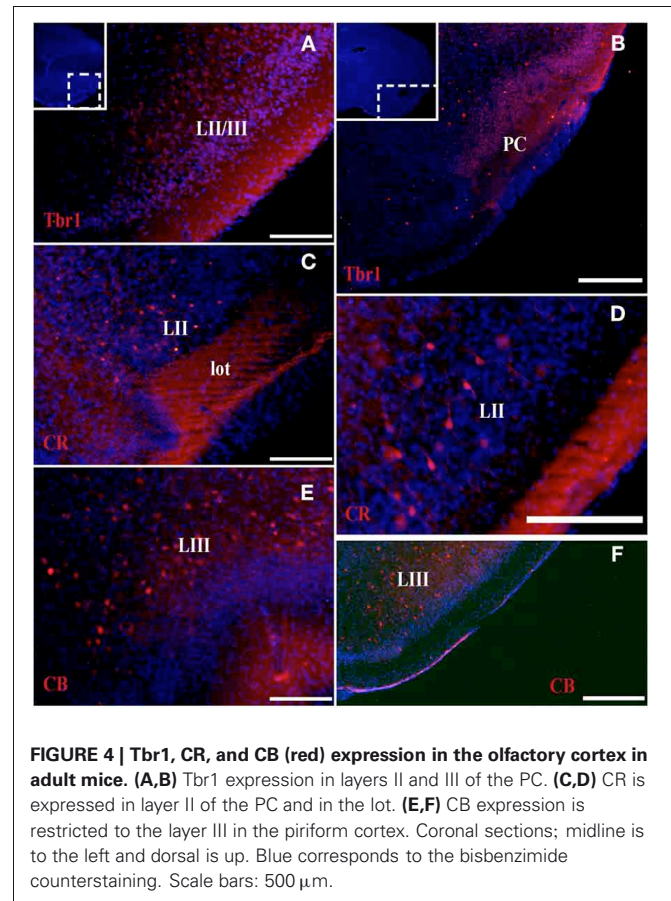 A
LII/III
Tbr1
B
PC
Tbr1
C
LII
lot
CR
D
LII
CR
E
LIII
CB
F
LIII
CB
FIGURE 4 | Tbr1, CR, and CB (red) expression in the olfactory cortex in
adult mice. (A,B) Tbr1 expression in layers II and III of the PC. (C,D) CR is
expressed in layer II of the PC and in the lot. (E,F) CB expression is
restricted to the layer III in the piriform cortex. Coronal sections; midline is
to the left and dorsal is up. Blue corresponds to the bisbenzimide
counterstaining. Scale bars: 500 μm.